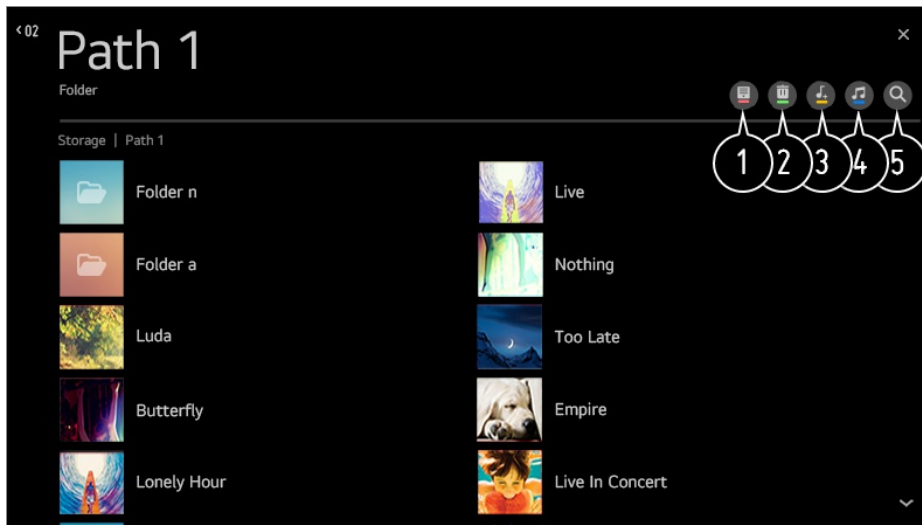 <02
Path 1
Folder
Storage | Path 1
1 2 3 4 5
Folder n
Live
Folder a
Nothing
Luda
Too Late
Butterfly
Empire
Lonely Hour
Live In Concert